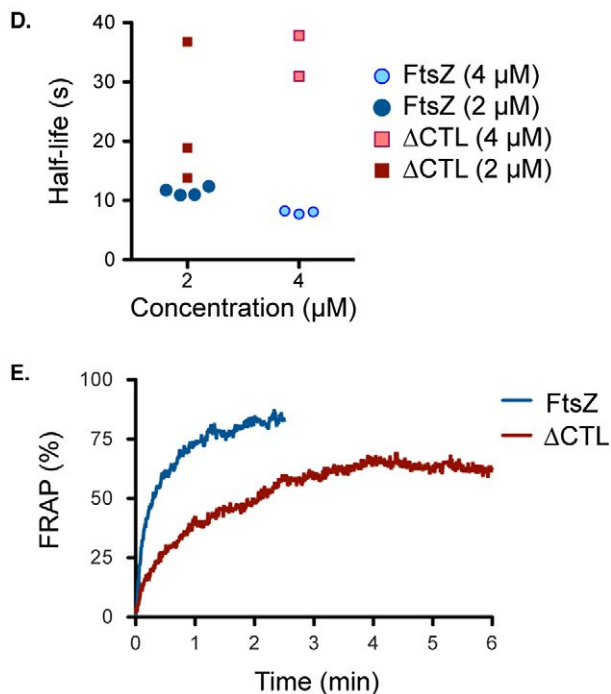 D.
40
30
20
10
0
Half-life (s)
2
4
Concentration (µM)
FtsZ (4 µM)
FtsZ (2 µM)
ΔCTL (4 µM)
ΔCTL (2 µM)
E.
100
75
50
25
0
FRAP (%)
0 1 2 3 4 5 6
Time (min)
FtsZ
ΔCTL